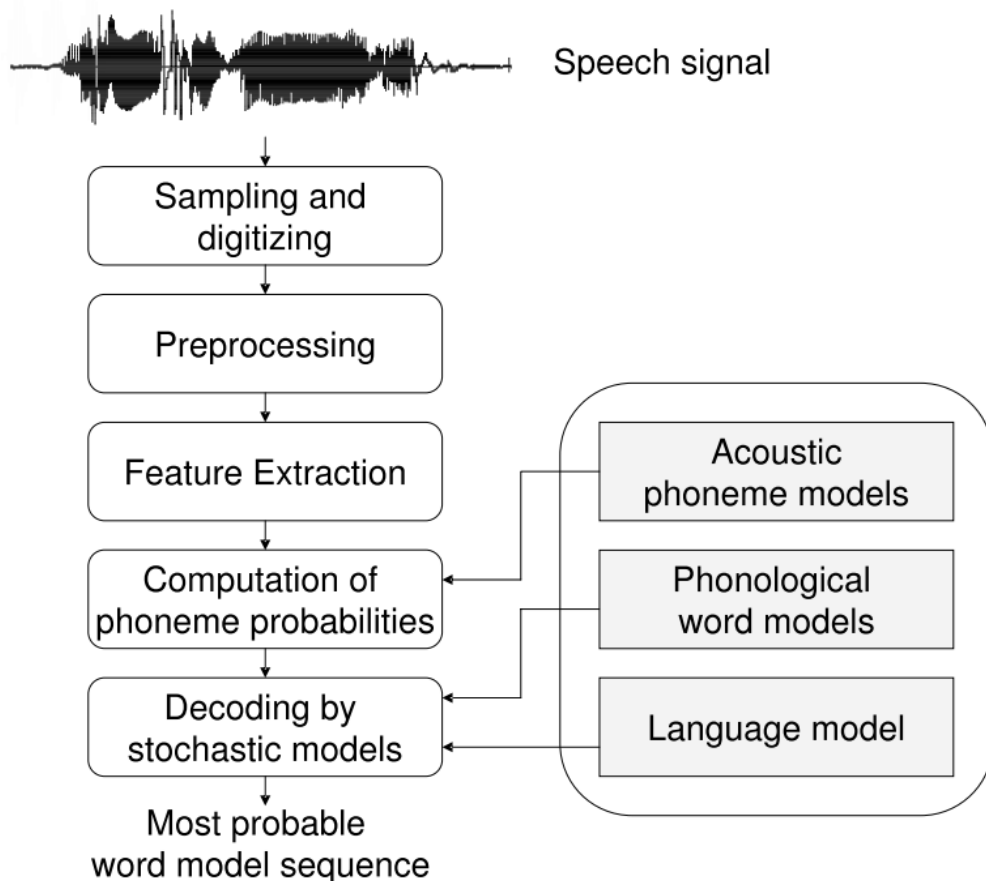 Speech signal
Sampling and
digitizing
Preprocessing
Feature Extraction
Computation of
phoneme probabilities
Decoding by
stochastic models
Most probable
word model sequence
Acoustic
phoneme models
Phonological
word models
Language model